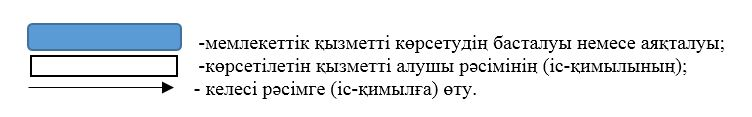 -мемлекеттік қызметті көрсетудің басталуы немесе аяқталуы;
-көрсетілетін қызметті алушы рәсімінің (іс-қимылының);
- келесі рәсімге (іс-қимылға) өту.